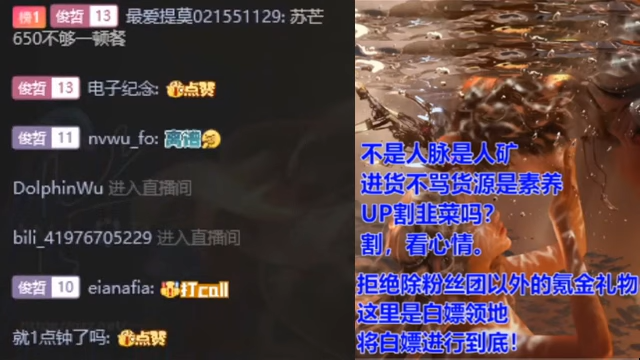 榜1 俊哲 13 最爱提莫021551129: 苏芒
650不够一顿餐
俊哲 13 电子纪念: 点赞
俊哲 11 nvwu_fo: 离谱
DolphinWu 进入直播间
bili_41976705229 进入直播间
俊哲 10 eianafia: 打call
就1点钟了吗: 点赞
不是人脉是人矿
进货不骂货源是素养
UP割韭菜吗？
割，看心情。
拒绝除粉丝团以外的氪金礼物
这里是白嫖领地
将白嫖进行到底！